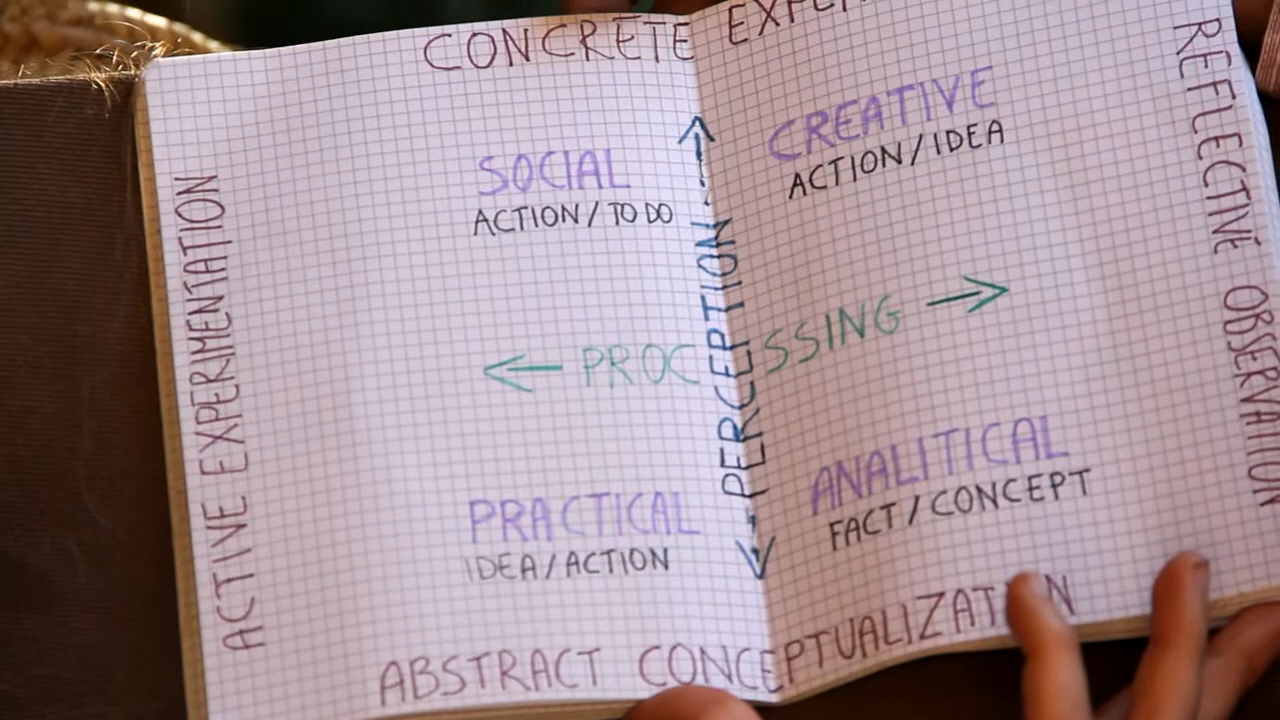 CONCRETE
CREATIVE
ACTION/IDEA
SOCIAL
ACTION/TO DO
REFLECTIVE OBSERVATION
ACTIVE EXPERIMENTATION
PERCEPTION
ANALITICAL
FACT/CONCEPT
PRACTICAL
IDEA/ACTION
ABSTRACT CONCEPTUALIZATION